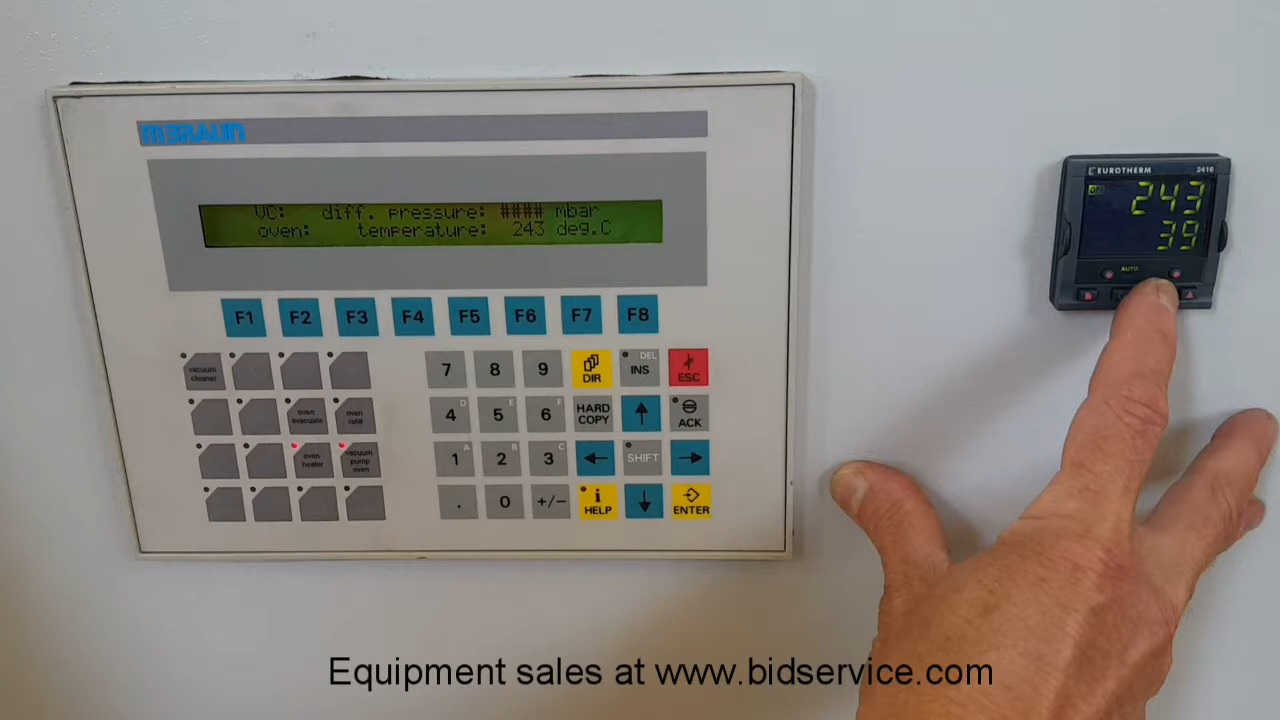 MBRAUN
VC: diff. pressure: #### mbar
oven: temperature: 243 deg.C
F1 F2 F3 F4 F5 F6 F7 F8
vacuum cleaner
oven evacuate
oven refill
oven heater
vacuum pump oven
7 8 9 DIR INS DEL ESC
4 D 5 E 6 F HARD COPY ↑ ACK
1 A 2 B 3 C ← SHIFT →
. 0 +/− i HELP ↓ ENTER
EUROTHERM 2416
OP1 243
39
AUTO
Equipment sales at www.bidservice.com